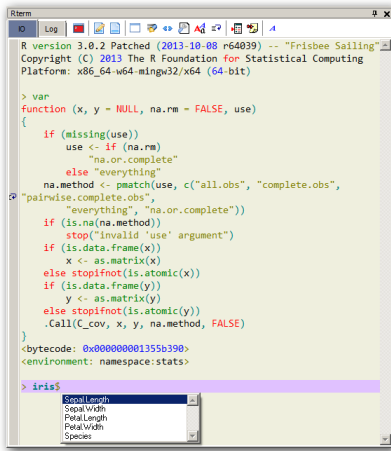 Rterm
IO Log
R version 3.0.2 Patched (2013-10-08 r64039) -- "Frisbee Sailing"
Copyright (C) 2013 The R Foundation for Statistical Computing
Platform: x86_64-w64-mingw32/x64 (64-bit)
> var
function (x, y = NULL, na.rm = FALSE, use)
{
    if (missing(use))
        use <- if (na.rm)
            "na.or.complete"
        else "everything"
    na.method <- pmatch(use, c("all.obs", "complete.obs",
"pairwise.complete.obs",
        "everything", "na.or.complete"))
    if (is.na(na.method))
        stop("invalid 'use' argument")
    if (is.data.frame(x))
        x <- as.matrix(x)
    else stopifnot(is.atomic(x))
    if (is.data.frame(y))
        y <- as.matrix(y)
    else stopifnot(is.atomic(y))
    .Call(C_cov, x, y, na.method, FALSE)
}
<bytecode: 0x000000001355b390>
<environment: namespace:stats>
> iris$
Sepal.Length
Sepal.Width
Petal.Length
Petal.Width
Species